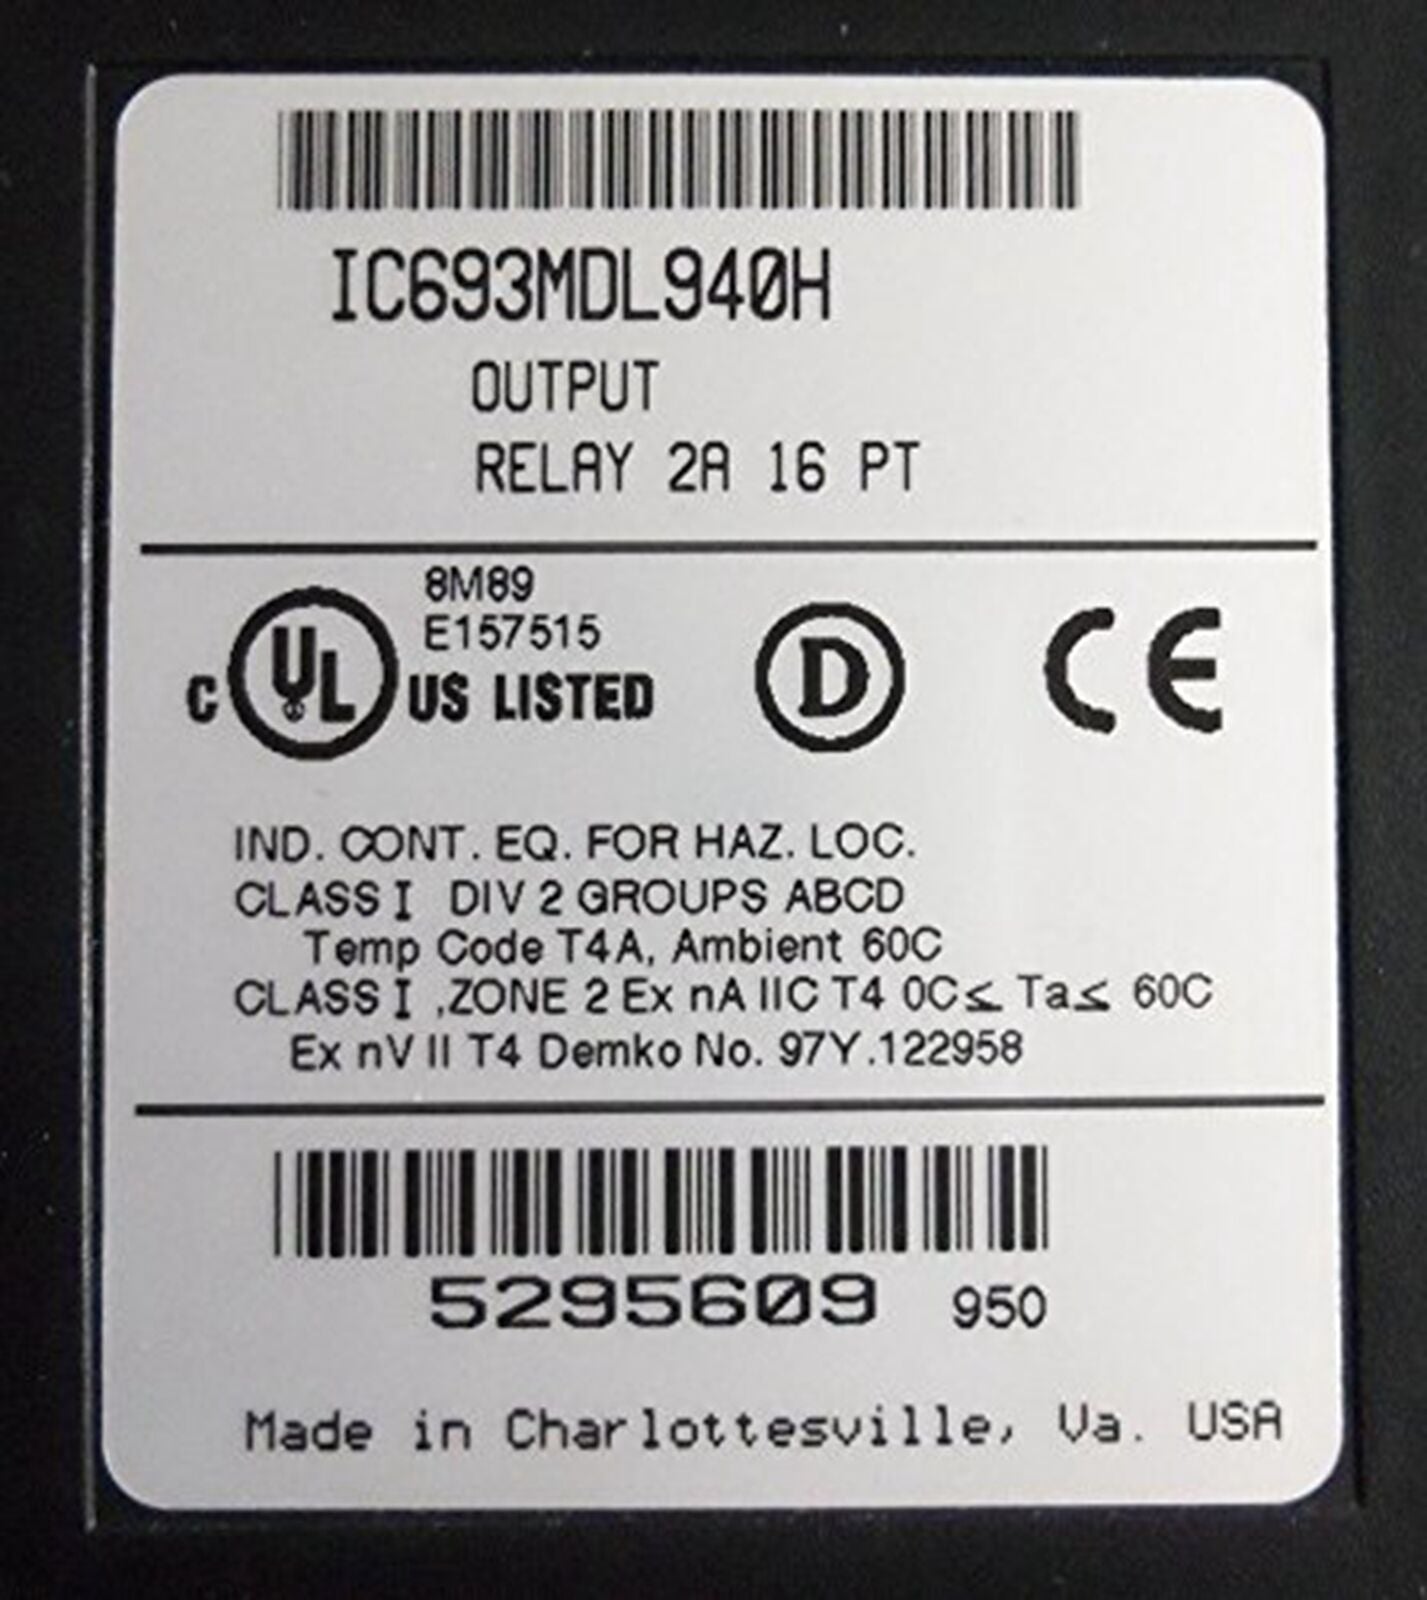 IC693MDL940H
OUTPUT
RELAY 2A 16 PT
8M89
E157515
C UL US LISTED
D
CE
IND. CONT. EQ. FOR HAZ. LOC.
CLASS I DIV 2 GROUPS ABCD
Temp Code T4A, Ambient 60C
CLASS I ,ZONE 2 Ex nA IIC T4 0C≤ Ta≤ 60C
Ex nV II T4 Demko No. 97Y.122958
5295609 950
Made in Charlottesville, Va. USA